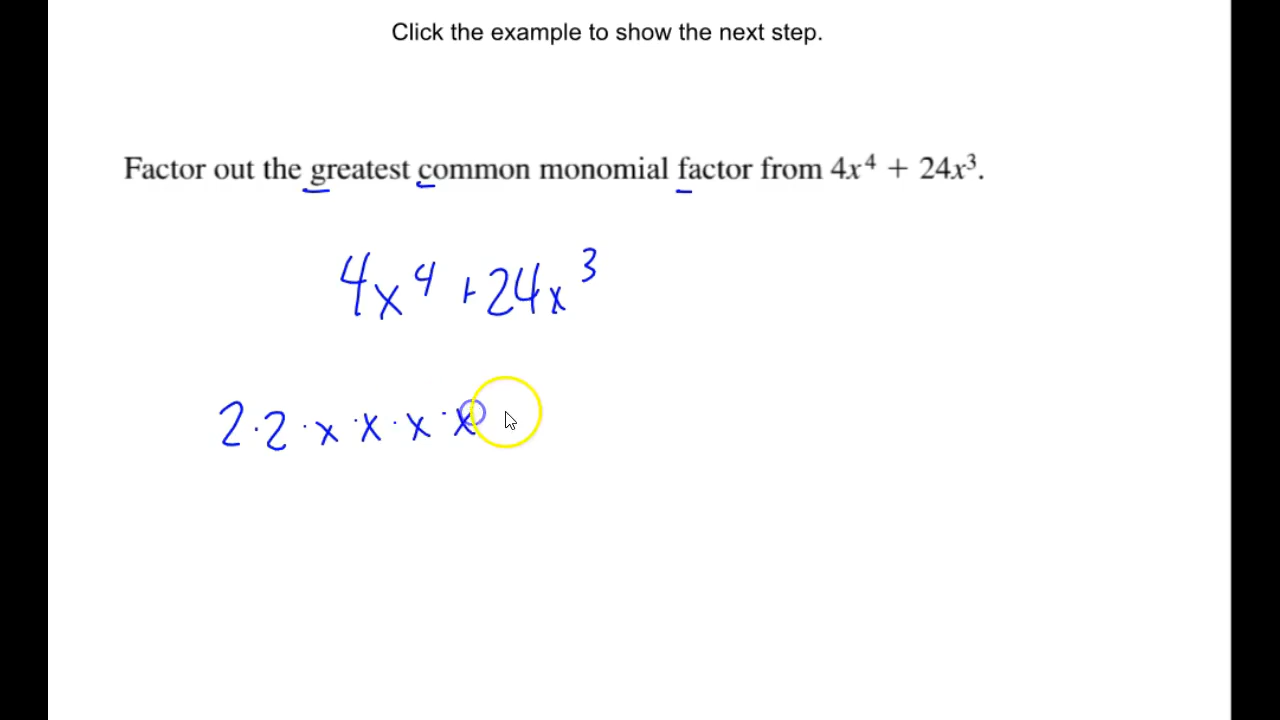 Click the example to show the next step.
Factor out the greatest common monomial factor from 4x⁴ + 24x³.
4x⁴ + 24x³
2·2·x·x·x·x